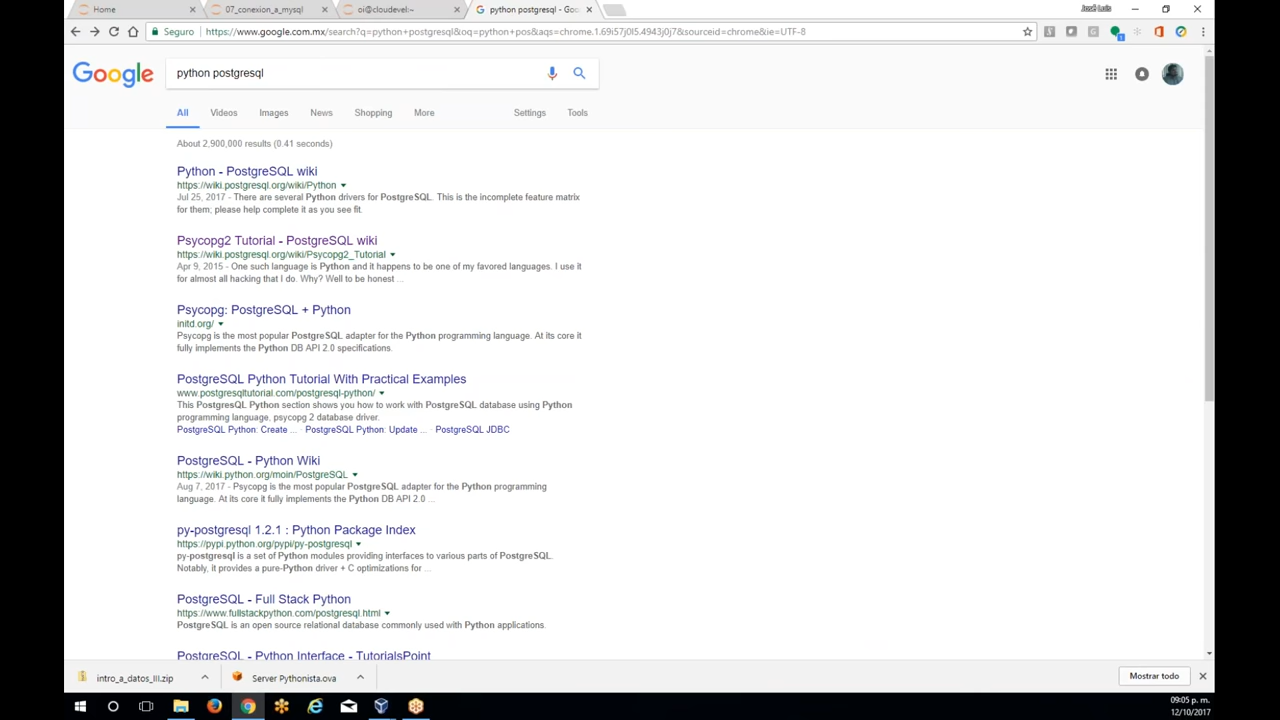 Home
07_conexion_a_mysql
oi@cloudevel:~
python postgresql - Goo
José Luis
Seguro
https://www.google.com.mx/search?q=python+postgresql&oq=python+pos&aqs=chrome.1.69i57j0l5.4943j0j7&sourceid=chrome&ie=UTF-8
Google
python postgresql
All
Videos
Images
News
Shopping
More
Settings
Tools
About 2,900,000 results (0.41 seconds)
Python - PostgreSQL wiki
https://wiki.postgresql.org/wiki/Python
Jul 25, 2017 - There are several Python drivers for PostgreSQL. This is the incomplete feature matrix
for them; please help complete it as you see fit.
Psycopg2 Tutorial - PostgreSQL wiki
https://wiki.postgresql.org/wiki/Psycopg2_Tutorial
Apr 9, 2015 - One such language is Python and it happens to be one of my favored languages. I use it
for almost all hacking that I do. Why? Well to be honest ...
Psycopg: PostgreSQL + Python
initd.org/
Psycopg is the most popular PostgreSQL adapter for the Python programming language. At its core it
fully implements the Python DB API 2.0 specifications.
PostgreSQL Python Tutorial With Practical Examples
www.postgresqltutorial.com/postgresql-python/
This PostgresQL Python section shows you how to work with PostgreSQL database using Python
programming language. psycopg 2 database driver.
PostgreSQL Python: Create ... · PostgreSQL Python: Update ... · PostgreSQL JDBC
PostgreSQL - Python Wiki
https://wiki.python.org/moin/PostgreSQL
Aug 7, 2017 - Psycopg is the most popular PostgreSQL adapter for the Python programming
language. At its core it fully implements the Python DB API 2.0 ...
py-postgresql 1.2.1 : Python Package Index
https://pypi.python.org/pypi/py-postgresql
py-postgresql is a set of Python modules providing interfaces to various parts of PostgreSQL.
Notably, it provides a pure-Python driver + C optimizations for ...
PostgreSQL - Full Stack Python
https://www.fullstackpython.com/postgresql.html
PostgreSQL is an open source relational database commonly used with Python applications.
PostgreSQL - Python Interface - TutorialsPoint
intro_a_datos_III.zip
Server Pythonista.ova
Mostrar todo
09:05 p. m.
12/10/2017